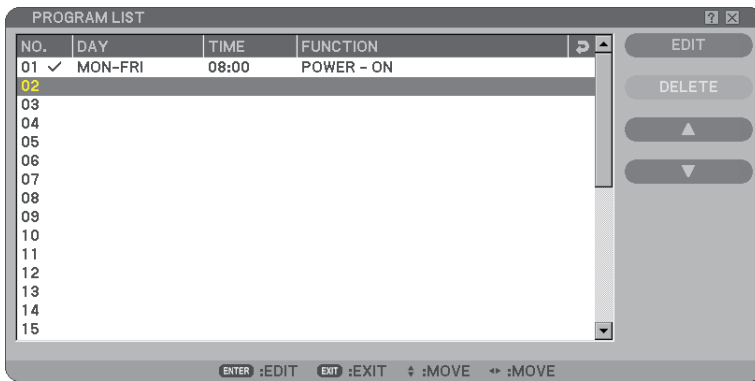 PROGRAM LIST
NO. DAY TIME FUNCTION
EDIT
01 ✓ MON-FRI 08:00 POWER - ON
02
DELETE
03
04
05
06
07
08
09
10
11
12
13
14
15
ENTER :EDIT EXIT :EXIT :MOVE :MOVE